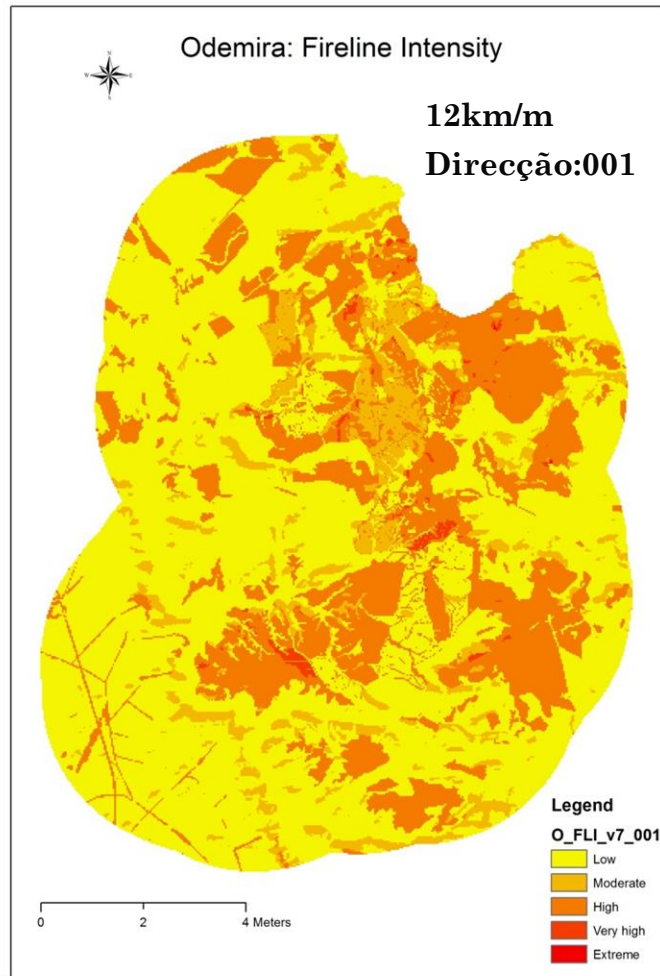 Odemira: Fireline Intensity
N
W E
S
12km/m
Direcção:001
Legend
O_FLI_v7_001
Low
Moderate
High
Very high
Extreme
0 2 4 Meters